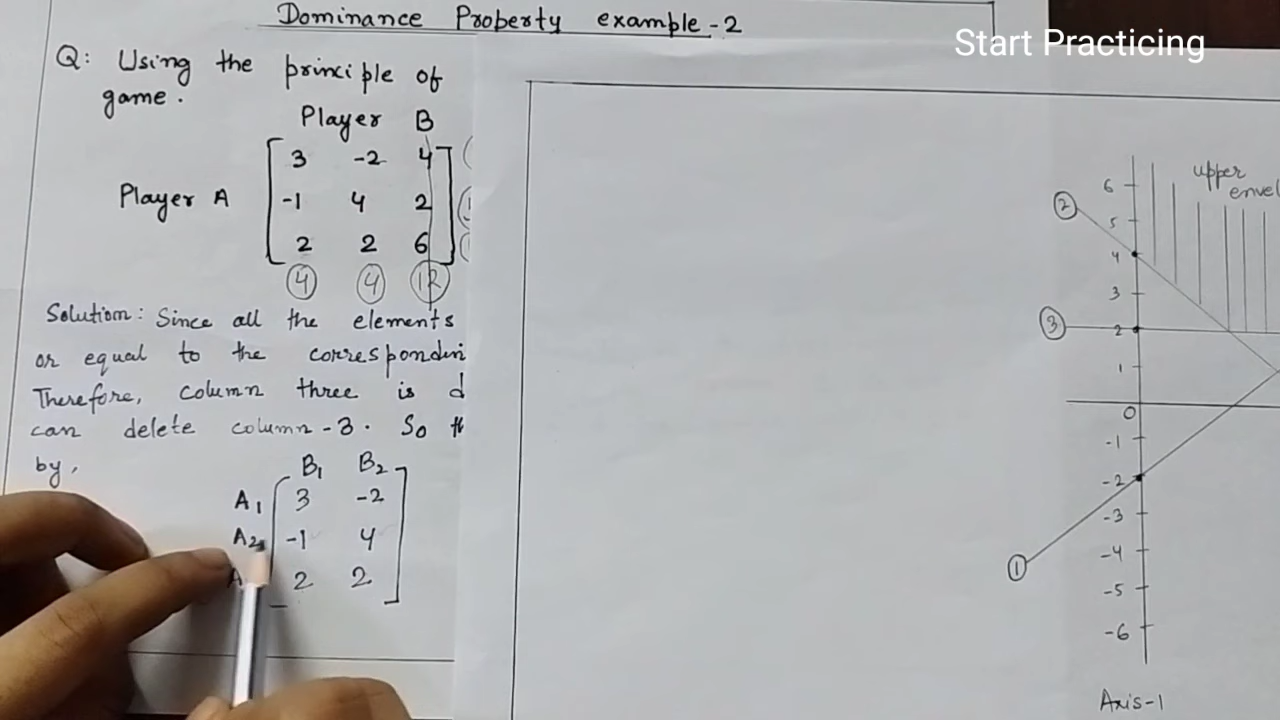 Dominance Property example-2
Start Practicing
Q: Using the principle of
game.
Player B
3 -2 4
Player A
-1 4 2
2 2 6
4 4 12
Solution: Since all the elements
or equal to the
Therefore, column three is
can delete column-3. So
by,
B1 B2
A1 3 -2
A2 -1 4
A 2 2
upper
6
2
5
4
3
3
2
1
0
-1
-2
-3
-4
1
-5
-6
Axis-1